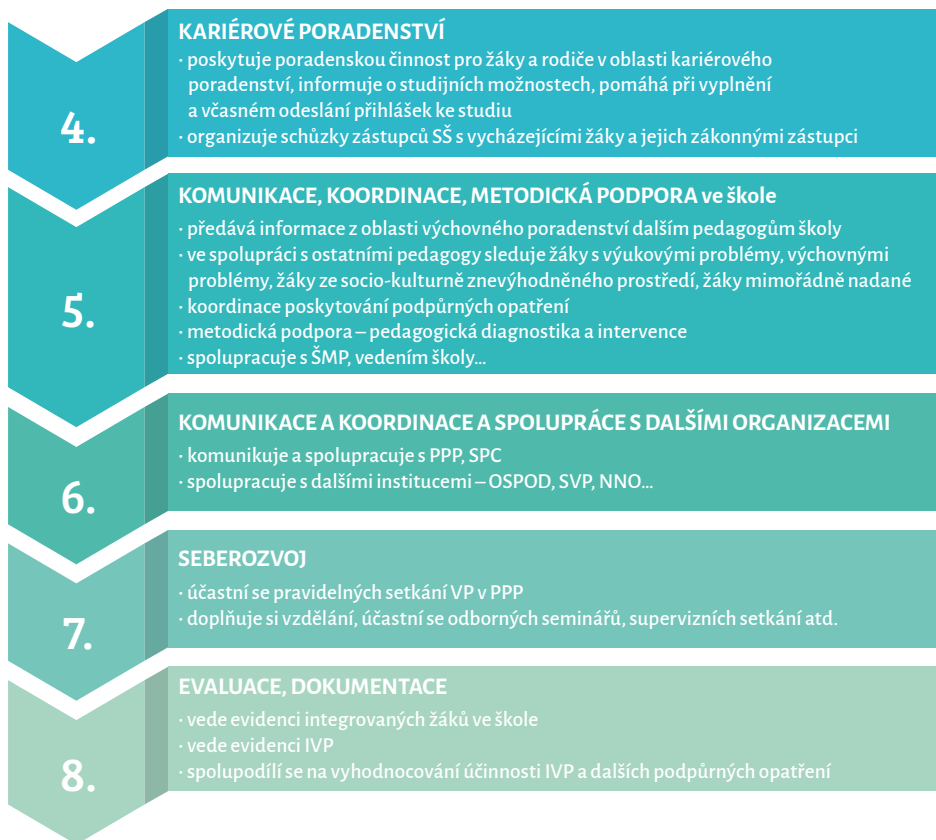 4.
KARIÉROVÉ PORADENSTVÍ
· poskytuje poradenskou činnost pro žáky a rodiče v oblasti kariérového
poradenství, informuje o studijních možnostech, pomáhá při vyplnění
a včasném odeslání přihlášek ke studiu
· organizuje schůzky zástupců SŠ s vycházejícími žáky a jejich zákonnými zástupci
5.
KOMUNIKACE, KOORDINACE, METODICKÁ PODPORA ve škole
· předává informace z oblasti výchovného poradenství dalším pedagogům školy
· ve spolupráci s ostatními pedagogy sleduje žáky s výukovými problémy, výchovnými
problémy, žáky ze socio-kulturně znevýhodněného prostředí, žáky mimořádně nadané
· koordinace poskytování podpůrných opatření
· metodická podpora – pedagogická diagnostika a intervence
· spolupracuje s ŠMP, vedením školy...
6.
KOMUNIKACE A KOORDINACE A SPOLUPRÁCE S DALŠÍMI ORGANIZACEMI
· komunikuje a spolupracuje s PPP, SPC
· spolupracuje s dalšími institucemi – OSPOD, SVP, NNO...
7.
SEBEROZVOJ
· účastní se pravidelných setkání VP v PPP
· doplňuje si vzdělání, účastní se odborných seminářů, supervizních setkání atd.
8.
EVALUACE, DOKUMENTACE
· vede evidenci integrovaných žáků ve škole
· vede evidenci IVP
· spolupodílí se na vyhodnocování účinnosti IVP a dalších podpůrných opatření